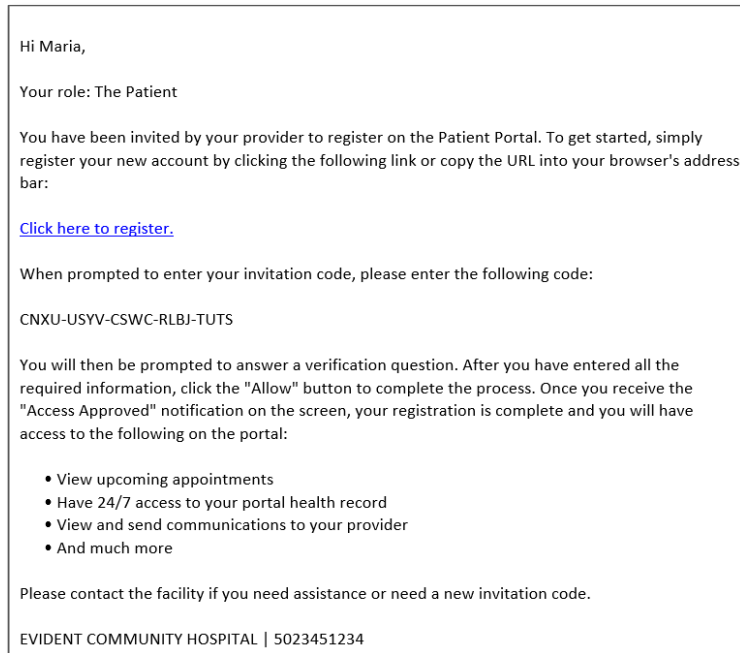 Hi Maria,
Your role: The Patient
You have been invited by your provider to register on the Patient Portal. To get started, simply
register your new account by clicking the following link or copy the URL into your browser's address
bar:
Click here to register.
When prompted to enter your invitation code, please enter the following code:
CNXU-USYV-CSWC-RLBJ-TUTS
You will then be prompted to answer a verification question. After you have entered all the
required information, click the "Allow" button to complete the process. Once you receive the
"Access Approved" notification on the screen, your registration is complete and you will have
access to the following on the portal:
• View upcoming appointments
• Have 24/7 access to your portal health record
• View and send communications to your provider
• And much more
Please contact the facility if you need assistance or need a new invitation code.
EVIDENT COMMUNITY HOSPITAL | 5023451234